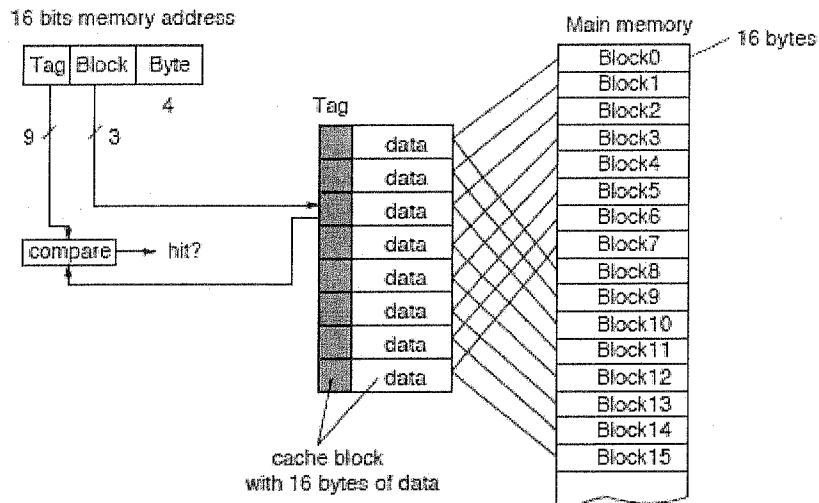 16 bits memory address
Tag Block Byte
4
9
3
compare
hit?
Tag
data
data
data
data
data
data
data
data
cache block
with 16 bytes of data
Main memory
16 bytes
Block0
Block1
Block2
Block3
Block4
Block5
Block6
Block7
Block8
Block9
Block10
Block11
Block12
Block13
Block14
Block15